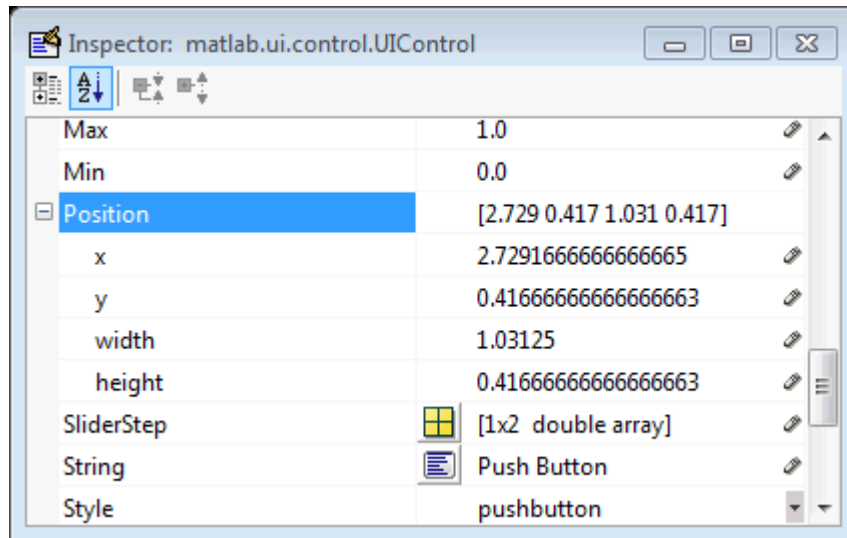 Inspector: matlab.ui.control.UIControl
A
Z
Max 1.0
Min 0.0
Position [2.729 0.417 1.031 0.417]
x 2.7291666666666665
y 0.41666666666666663
width 1.03125
height 0.41666666666666663
SliderStep [1x2 double array]
String Push Button
Style pushbutton